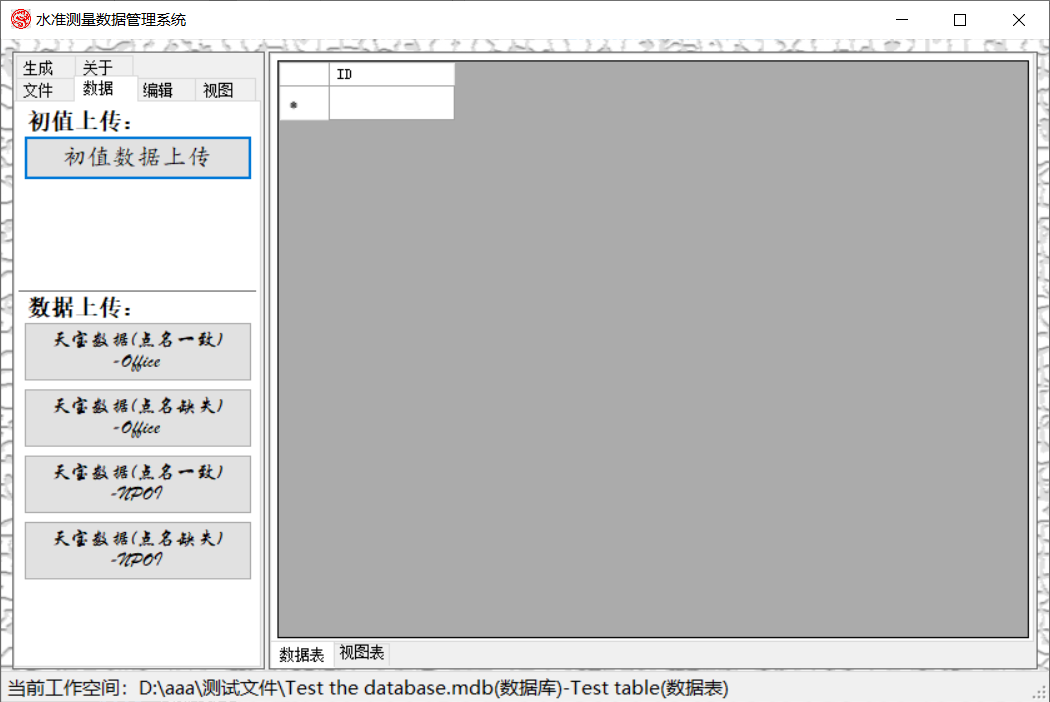 水准测量数据管理系统
生成 关于
文件 数据 编辑 视图
初值上传：
初值数据上传
数据上传：
天宝数据(点名一致)
-Office
天宝数据(点名缺失)
-Office
天宝数据(点名一致)
-NPOI
天宝数据(点名缺失)
-NPOI
ID
*
数据表 视图表
当前工作空间：D:\aaa\测试文件\Test the database.mdb(数据库)-Test table(数据表)